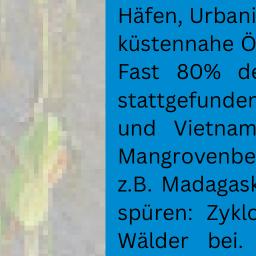 Häfen, Urbani
küstennahe Ö
Fast 80% de
stattgefunden
und Vietnam
Mangrovenbe
z.B. Madagask
spüren: Zyklo
Wälder bei.